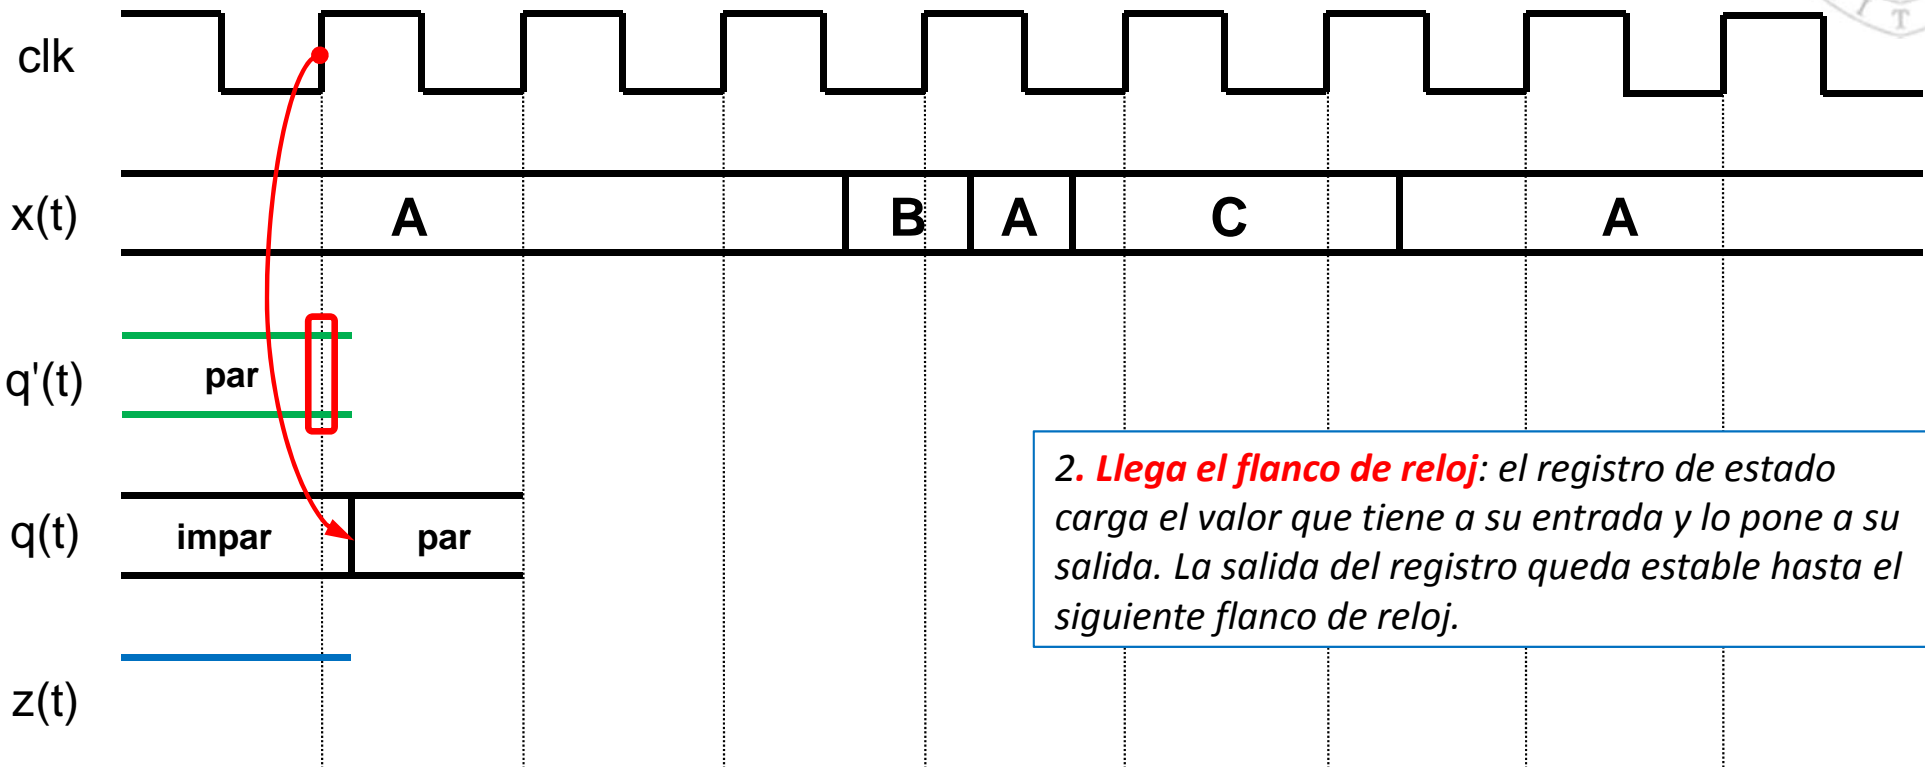 clk
x(t)
A B A C A
q'(t)
par
q(t)
impar par
2. Llega el flanco de reloj: el registro de estado
carga el valor que tiene a su entrada y lo pone a su
salida. La salida del registro queda estable hasta el
siguiente flanco de reloj.
z(t)